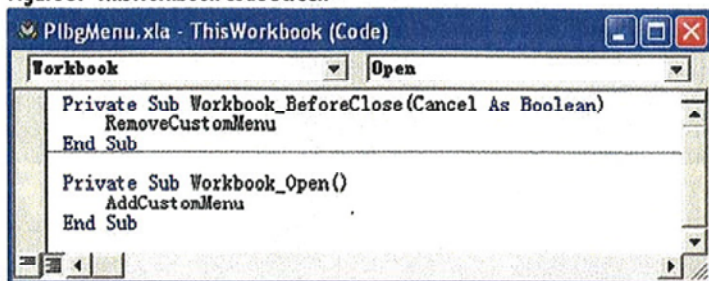 PlbgMenu.xla - ThisWorkbook (Code)
Workbook Open
Private Sub Workbook_BeforeClose(Cancel As Boolean)
RemoveCustomMenu
End Sub
Private Sub Workbook_Open()
AddCustomMenu
End Sub